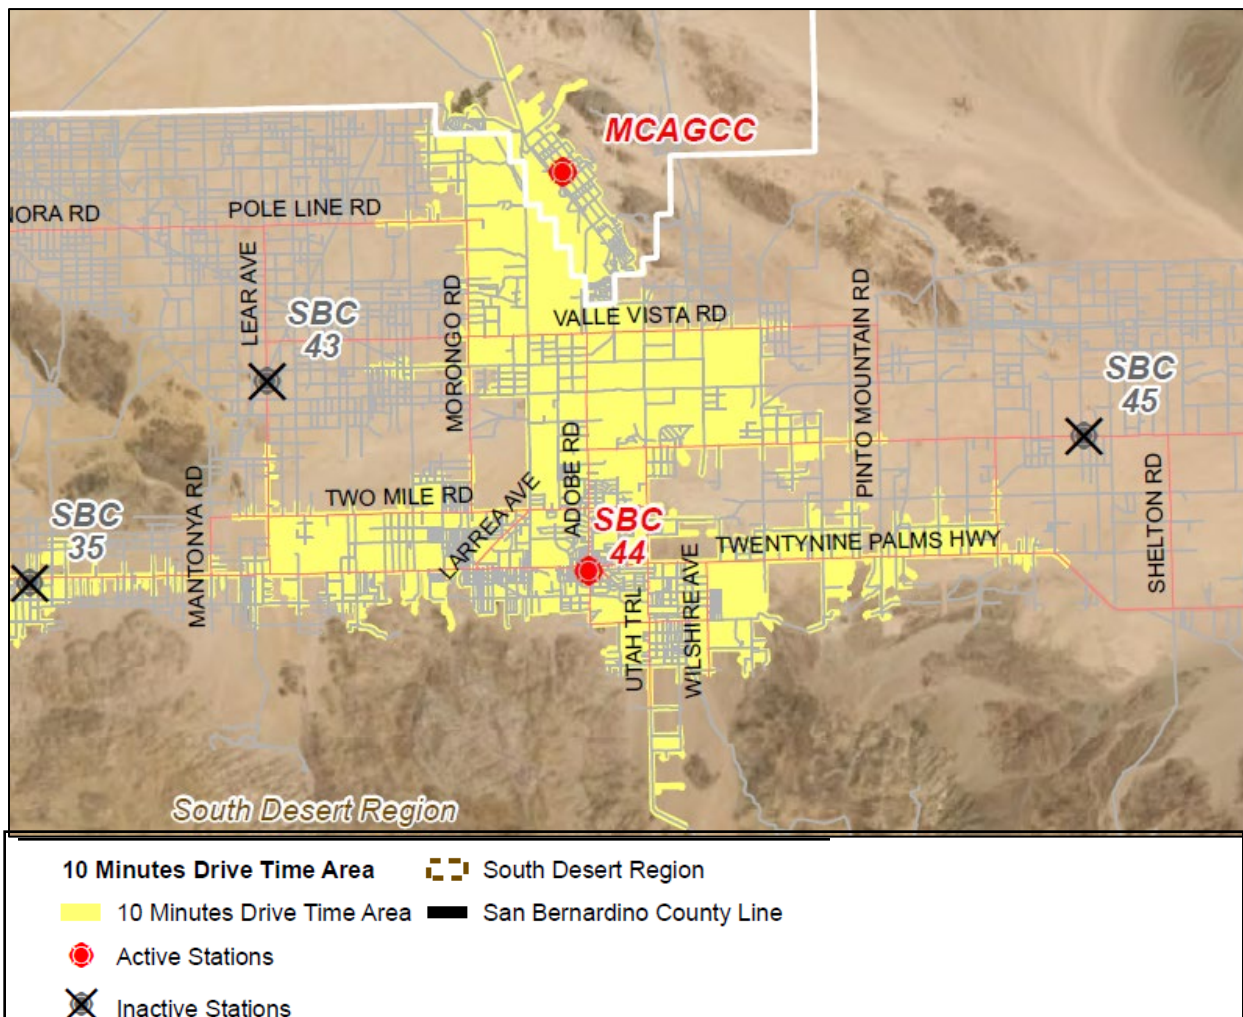 MCAGCC
NORA RD
POLE LINE RD
LEAR AVE
SBC
43
MORONGO RD
VALLE VISTA RD
PINTO MOUNTAIN RD
SBC
45
MANTONYA RD
TWO MILE RD
LARREA AVE
ADOBE RD
SBC
44
SBC
35
TWENTYNINE PALMS HWY
SHELTON RD
UTAH TRL
WILSHIRE AVE
South Desert Region
10 Minutes Drive Time Area
South Desert Region
10 Minutes Drive Time Area
San Bernardino County Line
Active Stations
Inactive Stations